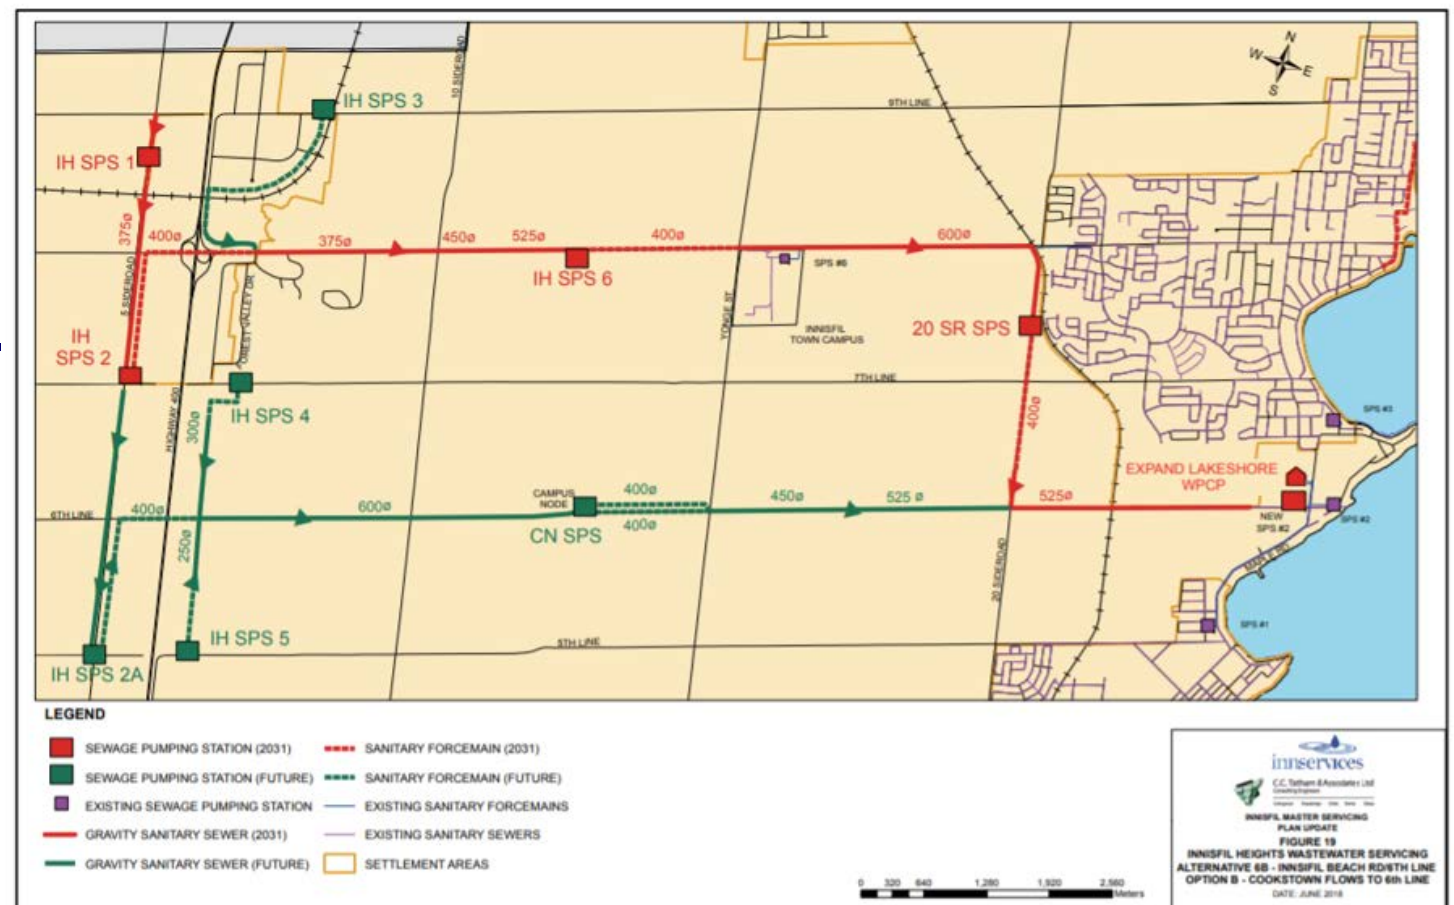 N
W
E
S
10 SIDEROAD
9TH LINE
IH SPS 3
IH SPS 1
375ø
400ø
375ø
450ø
525ø
400ø
600ø
IH SPS 6
SPS #6
5 SIDEROAD
YONGE ST
INNISFIL
TOWN CAMPUS
20 SR SPS
IH
SPS 2
7TH LINE
IH SPS 4
HIGHWAY 400
300ø
400ø
SPS #3
EXPAND LAKESHORE
WPCP
CAMPUS
NODE
400ø
400ø
CN SPS
450ø
525 ø
525ø
NEW
SPS #2
SPS #2
6TH LINE
400ø
600ø
250ø
20 SIDEROAD
SPS #1
IH SPS 5
5TH LINE
IH SPS 2A
LEGEND
SEWAGE PUMPING STATION (2031)
SANITARY FORCEMAIN (2031)
SEWAGE PUMPING STATION (FUTURE)
SANITARY FORCEMAIN (FUTURE)
EXISTING SEWAGE PUMPING STATION
EXISTING SANITARY FORCEMAINS
GRAVITY SANITARY SEWER (2031)
EXISTING SANITARY SEWERS
GRAVITY SANITARY SEWER (FUTURE)
SETTLEMENT AREAS
0 320 640 1,280 1,920 2,560
Meters
innservices
C.C. Tatham & Associates Ltd
Consulting Engineers
INNISFIL MASTER SERVICING
PLAN UPDATE
FIGURE 19
INNISFIL HEIGHTS WASTEWATER SERVICING
ALTERNATIVE 6B - INNSIFIL BEACH RD/6TH LINE
OPTION B - COOKSTOWN FLOWS TO 6th LINE
DATE: JUNE 2018